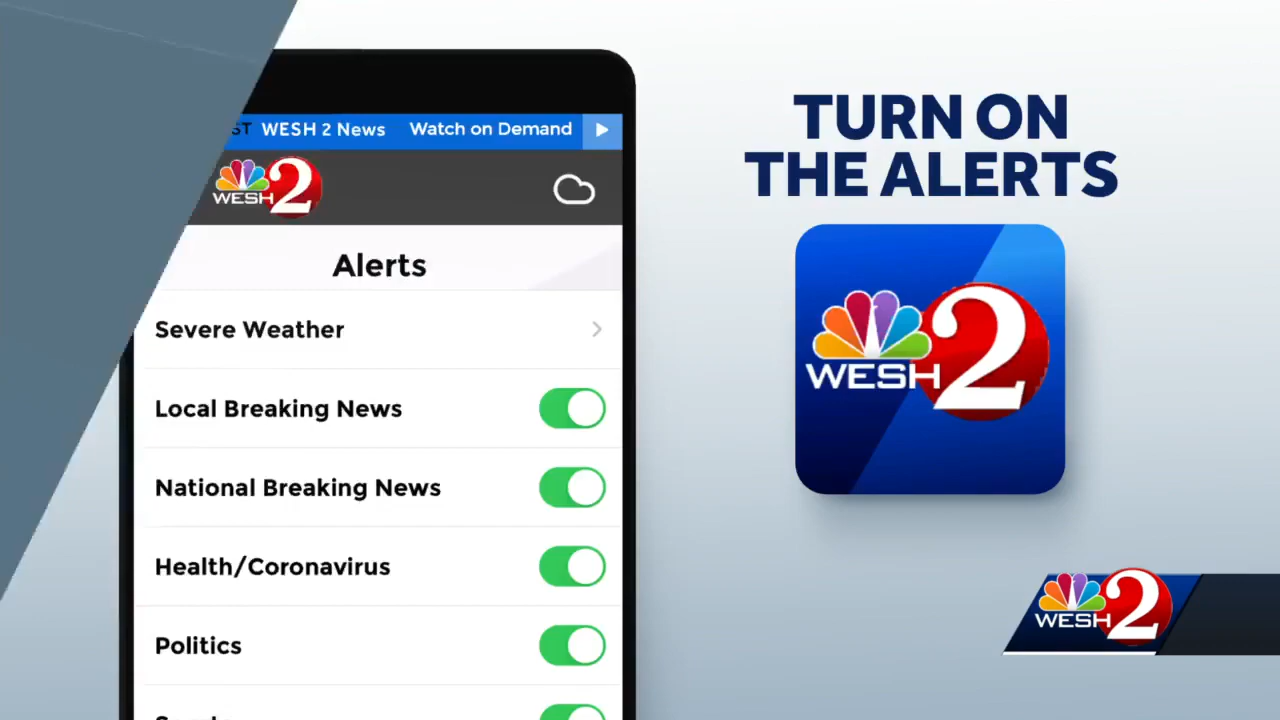 WESH 2 News Watch on Demand
WESH 2
Alerts
Severe Weather
Local Breaking News
National Breaking News
Health/Coronavirus
Politics
TURN ON
THE ALERTS
WESH 2
WESH 2